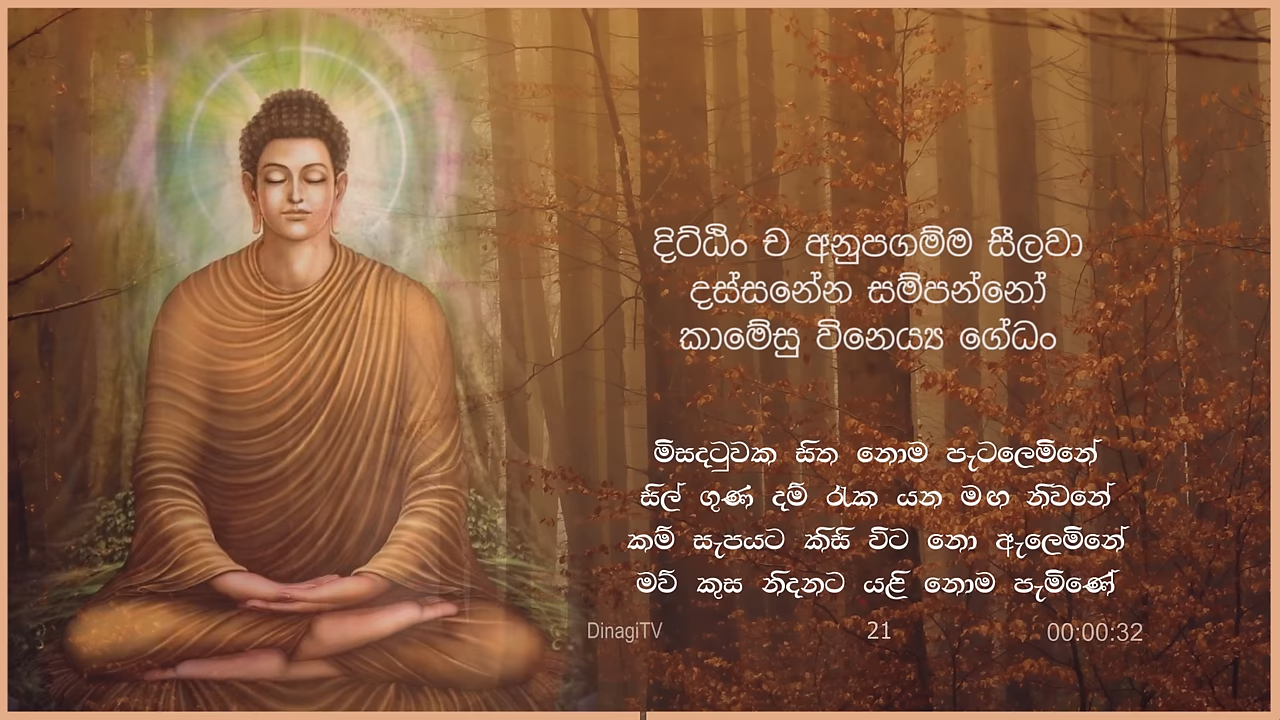 දිට්ඨිං ච අනුපගම්ම සීලවා
දස්සනේන සම්පන්නෝ
කාමේසු විනෙය්‍ය ගේධං
මිසදිටුවක සිත නොම පැටලෙමිනේ
සිල් ගුණ දම් රැක යන මඟ නිවනේ
කම් සැපයට කිසි විට නො ඇලෙමිනේ
මව් කුස නිදනට යළි නොම පැමිණේ
DinagiTV 21 00:00:32